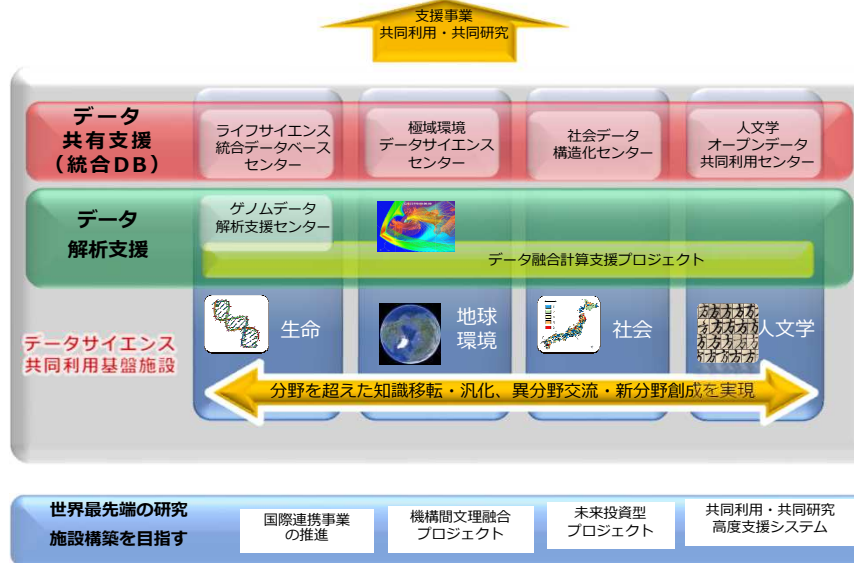 支援事業
共同利用・共同研究
データ
共有支援
（統合DB）
ライフサイエンス
統合データベース
センター
極域環境
データサイエンス
センター
社会データ
構造化センター
人文学
オープンデータ
共同利用センター
データ
解析支援
ゲノムデータ
解析支援センター
データ融合計算支援プロジェクト
生命
地球
環境
社会
人文学
データサイエンス
共同利用基盤施設
分野を超えた知識移転・汎化、異分野交流・新分野創成を実現
世界最先端の研究
施設構築を目指す
国際連携事業
の推進
機構間文理融合
プロジェクト
未来投資型
プロジェクト
共同利用・共同研究
高度支援システム